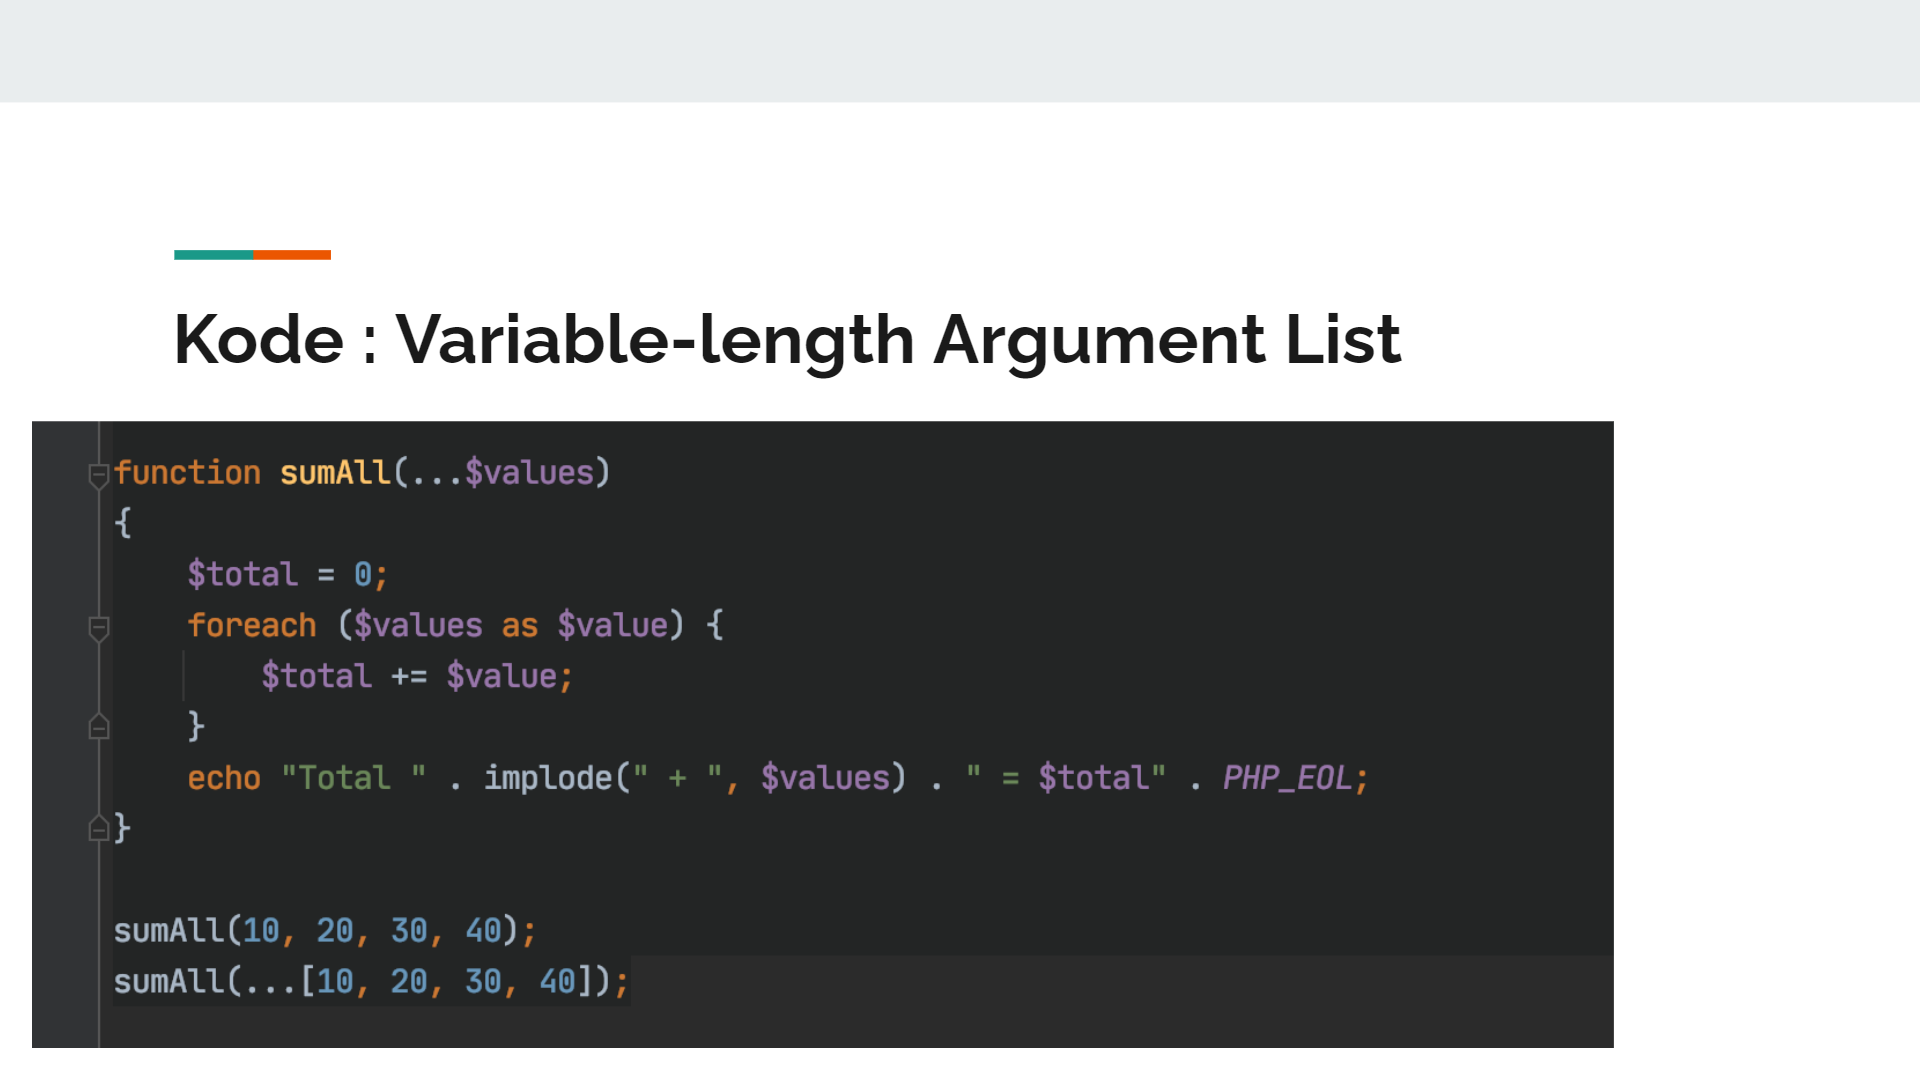 Kode : Variable-length Argument List
function sumAll(...$values)
{
    $total = 0;
    foreach ($values as $value) {
        $total += $value;
    }
    echo "Total " . implode(" + ", $values) . " = $total" . PHP_EOL;
}
sumAll(10, 20, 30, 40);
sumAll(...[10, 20, 30, 40]);